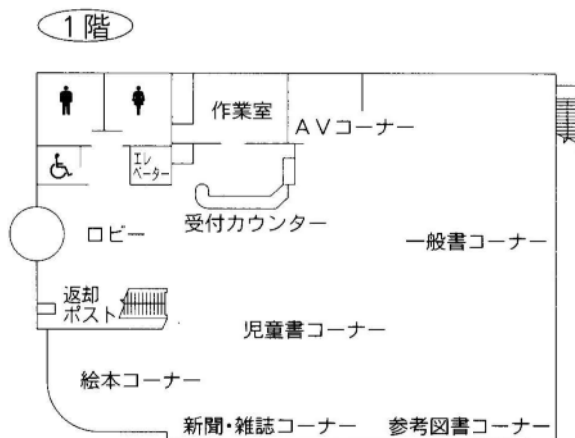 1階
作業室
AVコーナー
エレ
ベーター
受付カウンター
ロビー
一般書コーナー
返却
ポスト
児童書コーナー
絵本コーナー
新聞・雑誌コーナー
参考図書コーナー